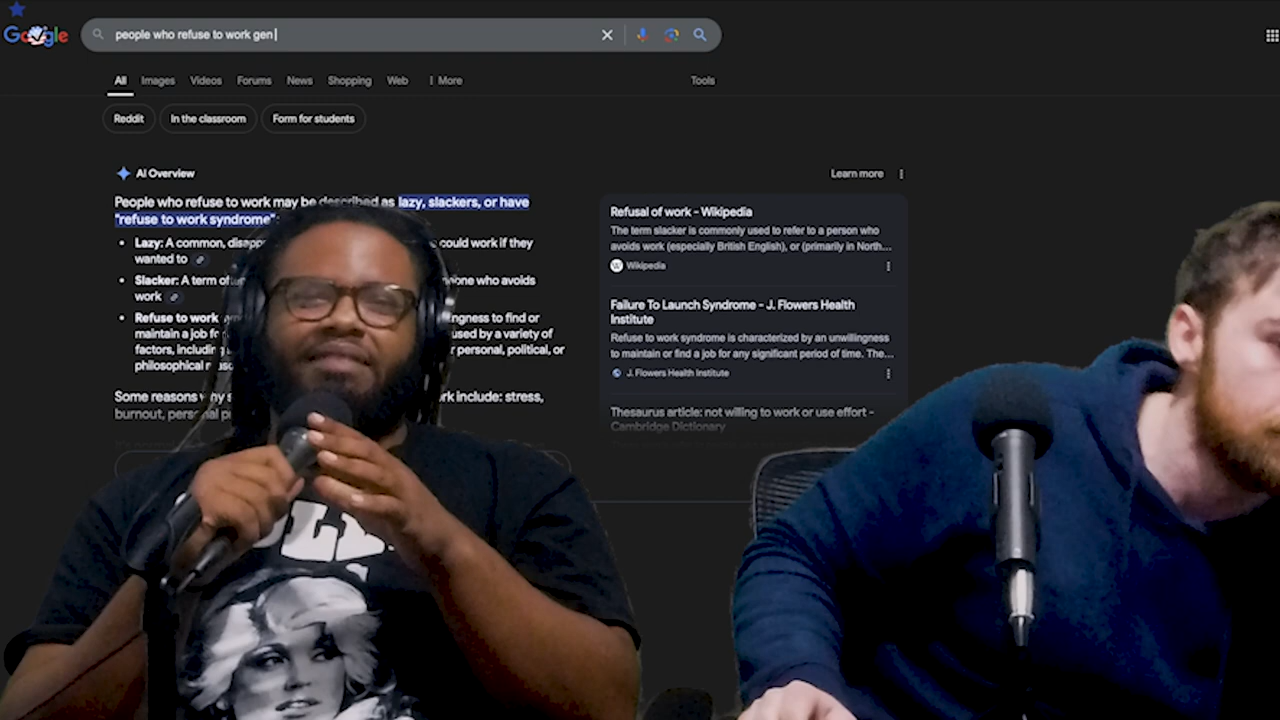 Google
people who refuse to work gen
All Images Videos Forums News Shopping Web More Tools
Reddit In the classroom Form for students
AI Overview
Learn more
People who refuse to work may be described as lazy, slackers, or have
"refuse to work syndrome":
Lazy: A common, could work if they
wanted to
Slacker: A term who avoids
work
Refuse to work to find or
maintain a job used by a variety of
factors, including personal, political, or
philosophical
Some reasons include: stress,
burnout,
Refusal of work - Wikipedia
The term slacker is commonly used to refer to a person who
avoids work (especially British English), or (primarily in North...
Wikipedia
Failure To Launch Syndrome - J. Flowers Health
Institute
Refuse to work syndrome is characterized by an unwillingness
to maintain or find a job for any significant period of time. The...
J. Flowers Health Institute
Thesaurus article: not willing to work or use effort -
Cambridge Dictionary